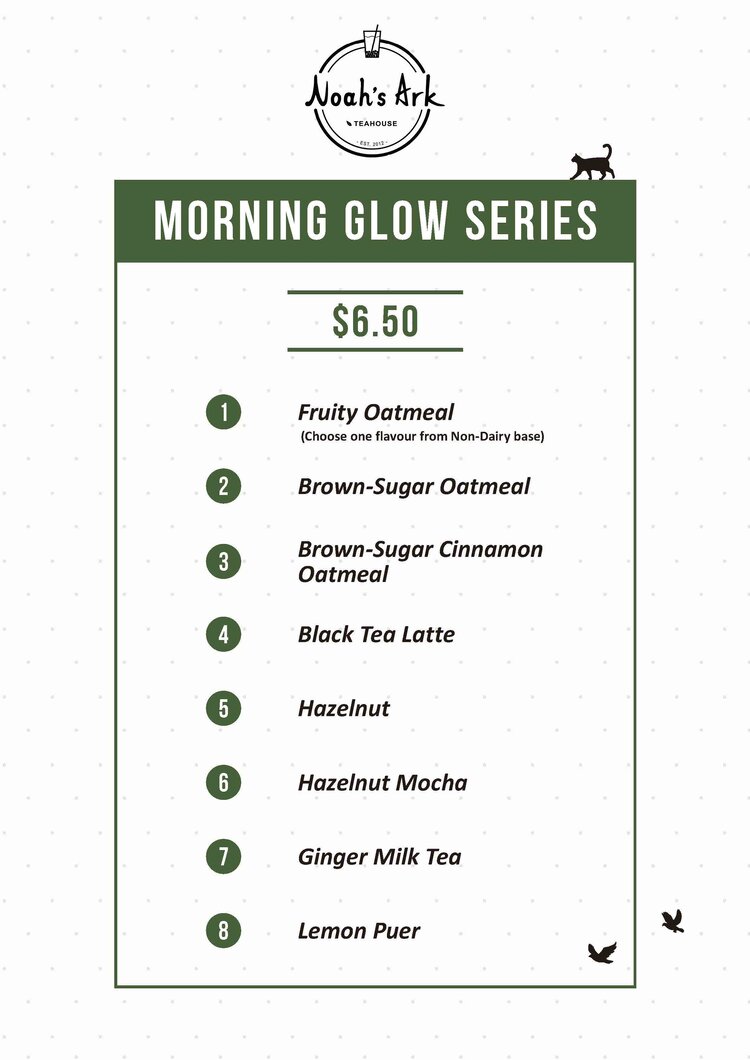 Noah's Ark
TEAHOUSE
· EST. 2012 ·
MORNING GLOW SERIES
$6.50
1 Fruity Oatmeal
(Choose one flavour from Non-Dairy base)
2 Brown-Sugar Oatmeal
3 Brown-Sugar Cinnamon
Oatmeal
4 Black Tea Latte
5 Hazelnut
6 Hazelnut Mocha
7 Ginger Milk Tea
8 Lemon Puer